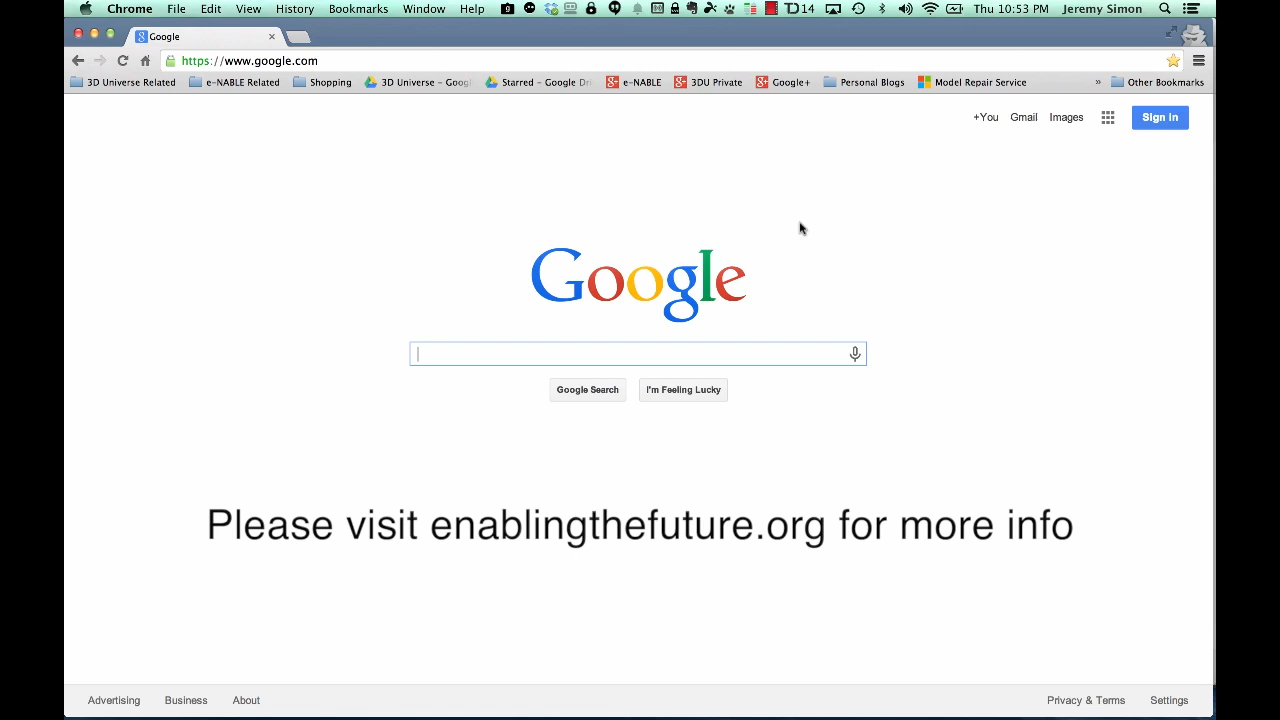 Chrome File Edit View History Bookmarks Window Help 14 Thu 10:53 PM Jeremy Simon
Google
https://www.google.com
3D Universe Related e-NABLE Related Shopping 3D Universe – Goog Starred – Google Dri e-NABLE 3DU Private Google+ Personal Blogs Model Repair Service » Other Bookmarks
+You Gmail Images Sign in
Google
Google Search I'm Feeling Lucky
Please visit enablingthefuture.org for more info
Advertising Business About Privacy & Terms Settings